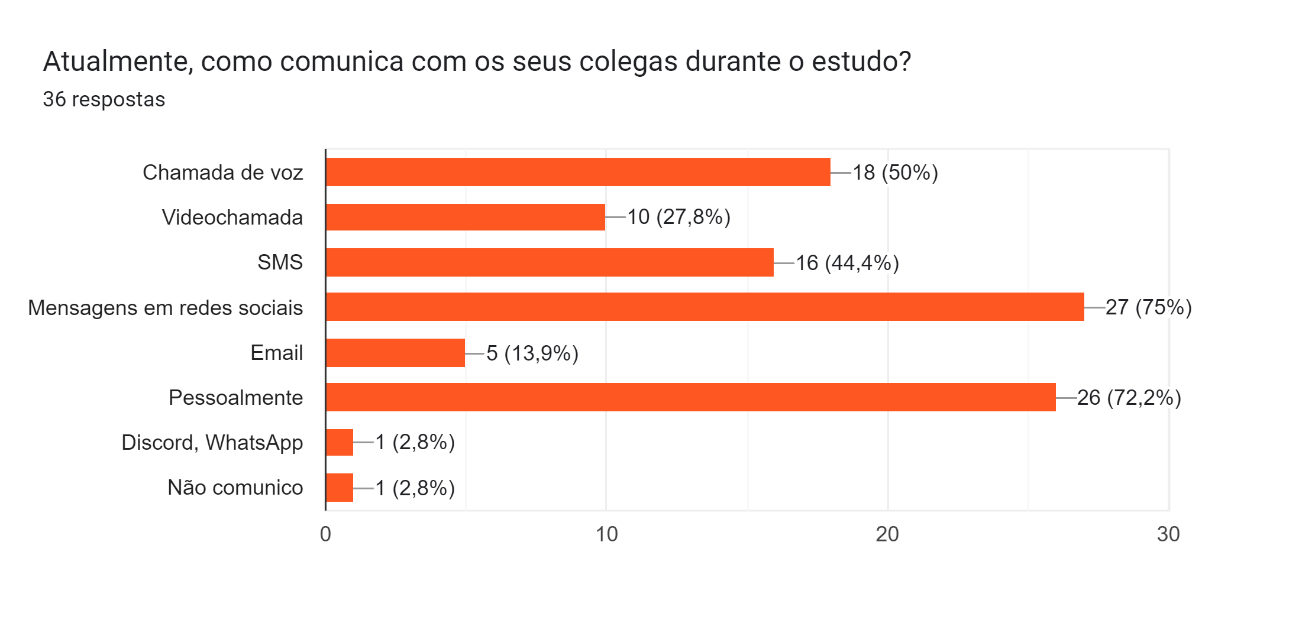 Atualmente, como comunica com os seus colegas durante o estudo?
36 respostas
Chamada de voz 18 (50%)
Videochamada 10 (27,8%)
SMS 16 (44,4%)
Mensagens em redes sociais 27 (75%)
Email 5 (13,9%)
Pessoalmente 26 (72,2%)
Discord, WhatsApp 1 (2,8%)
Não comunico 1 (2,8%)
0 10 20 30